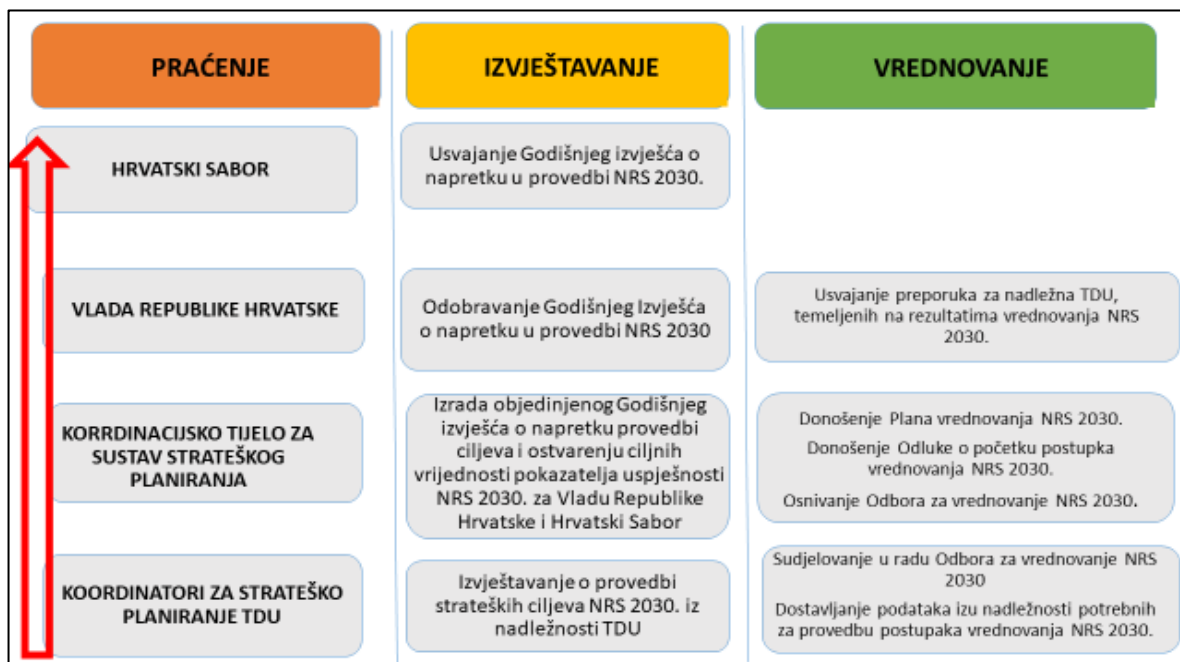 PRAĆENJE
IZVJEŠTAVANJE
VREDNOVANJE
HRVATSKI SABOR
Usvajanje Godišnjeg izvješća o
napretku u provedbi NRS 2030.
VLADA REPUBLIKE HRVATSKE
Odobravanje Godišnjeg Izvješća
o napretku u provedbi NRS 2030
Usvajanje preporuka za nadležna TDU,
temeljenih na rezultatima vrednovanja NRS
2030.
KORRDINACIJSKO TIJELO ZA
SUSTAV STRATEŠKOG
PLANIRANJA
Izrada objedinjenog Godišnjeg
izvješća o napretku provedbi
ciljeva i ostvarenju ciljnih
vrijednosti pokazatelja uspješnosti
NRS 2030. za Vladu Republike
Hrvatske i Hrvatski Sabor
Donošenje Plana vrednovanja NRS 2030.
Donošenje Odluke o početku postupka
vrednovanja NRS 2030.
Osnivanje Odbora za vrednovanje NRS 2030.
KOORDINATORI ZA STRATEŠKO
PLANIRANJE TDU
Izvještavanje o provedbi
strateških ciljeva NRS 2030. iz
nadležnosti TDU
Sudjelovanje u radu Odbora za vrednovanje NRS
2030
Dostavljanje podataka izu nadležnosti potrebnih
za provedbu postupaka vrednovanja NRS 2030.